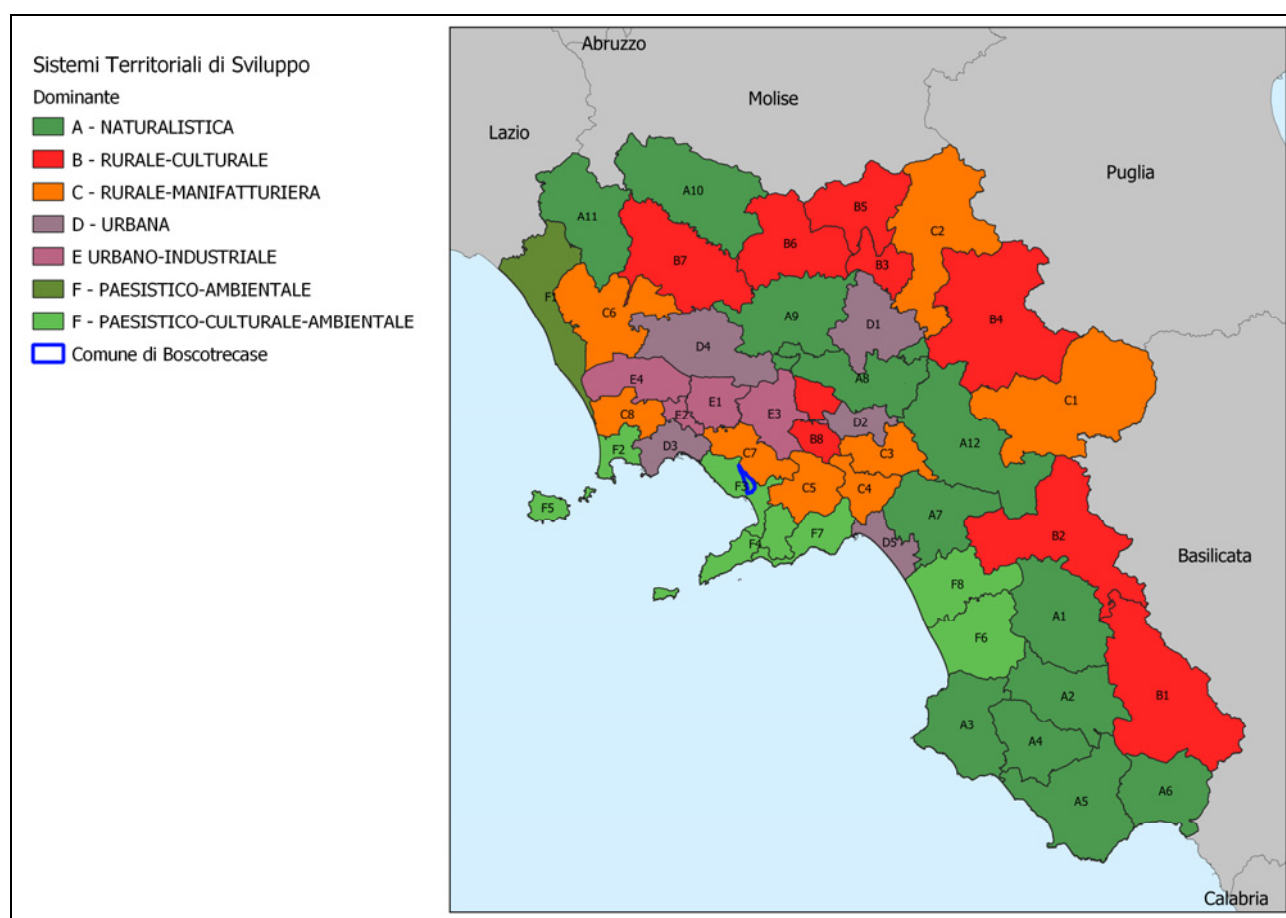 Sistemi Territoriali di Sviluppo
Dominante
A - NATURALISTICA
B - RURALE-CULTURALE
C - RURALE-MANIFATTURIERA
D - URBANA
E URBANO-INDUSTRIALE
F - PAESISTICO-AMBIENTALE
F - PAESISTICO-CULTURALE-AMBIENTALE
Comune di Boscotrecase
Abruzzo
Molise
Lazio
Puglia
A10
A11
B5
C2
B6
B7
B3
F1
C6
A9
D1
B4
D4
E4
A8
C1
E1
E2
E3
C8
D2
B8
D3
F2
C7
C3
A12
F3
C5
C4
F5
A7
F4
F7
D5
B2
Basilicata
F8
A1
F6
A2
B1
A3
A4
A5
A6
Calabria